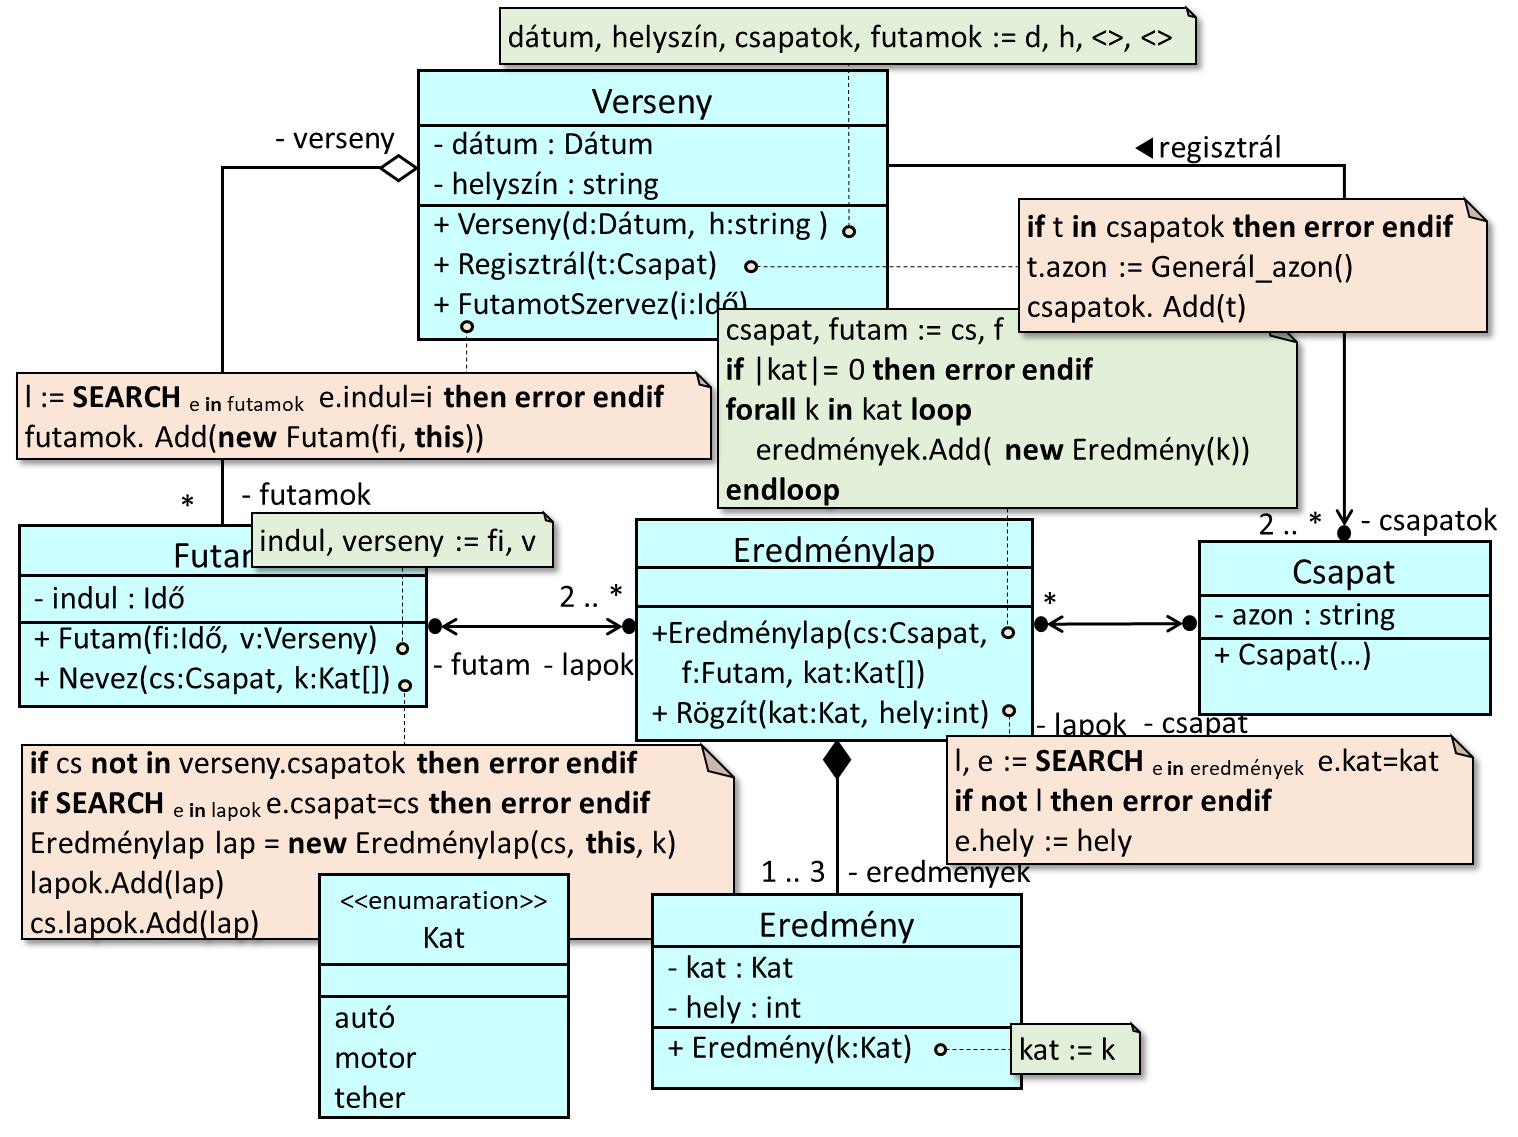 dátum, helyszín, csapatok, futamok := d, h, <>, <>
Verseny
- verseny
- dátum : Dátum
- helyszín : string
+ Verseny(d:Dátum, h:string )
+ Regisztrál(t:Csapat)
+ FutamotSzervez(i:Idő)
◄regisztrál
if t in csapatok then error endif
t.azon := Generál_azon()
csapatok. Add(t)
csapat, futam := cs, f
if |kat|= 0 then error endif
forall k in kat loop
eredmények.Add( new Eredmény(k))
endloop
l := SEARCH e in futamok e.indul=i then error endif
futamok. Add(new Futam(fi, this))
*
- futamok
2 .. *
- csapatok
indul, verseny := fi, v
Futam
- indul : Idő
+ Futam(fi:Idő, v:Verseny)
+ Nevez(cs:Csapat, k:Kat[])
2 .. *
- futam
- lapok
Eredménylap
+Eredménylap(cs:Csapat,
f:Futam, kat:Kat[])
+ Rögzít(kat:Kat, hely:int)
*
Csapat
- azon : string
+ Csapat(...)
- lapok
- csapat
l, e := SEARCH e in eredmények e.kat=kat
if not l then error endif
e.hely := hely
if cs not in verseny.csapatok then error endif
if SEARCH e in lapok e.csapat=cs then error endif
Eredménylap lap = new Eredménylap(cs, this, k)
lapok.Add(lap)
cs.lapok.Add(lap)
1 .. 3
- eredmények
<<enumaration>>
Kat
autó
motor
teher
Eredmény
- kat : Kat
- hely : int
+ Eredmény(k:Kat)
kat := k